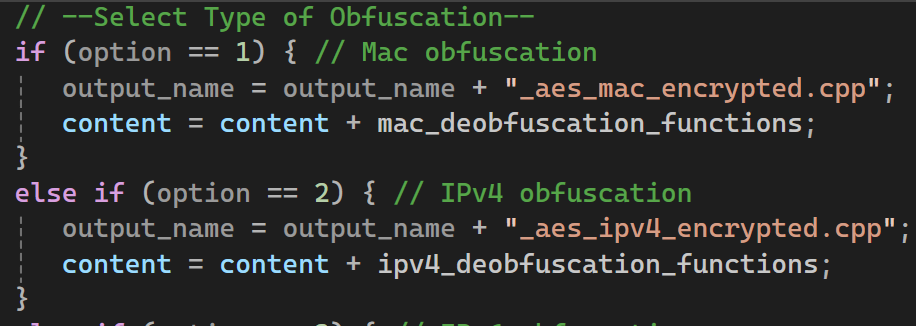 // --Select Type of Obfuscation--
if (option == 1) { // Mac obfuscation
output_name = output_name + "_aes_mac_encrypted.cpp";
content = content + mac_deobfuscation_functions;
}
else if (option == 2) { // IPv4 obfuscation
output_name = output_name + "_aes_ipv4_encrypted.cpp";
content = content + ipv4_deobfuscation_functions;
}